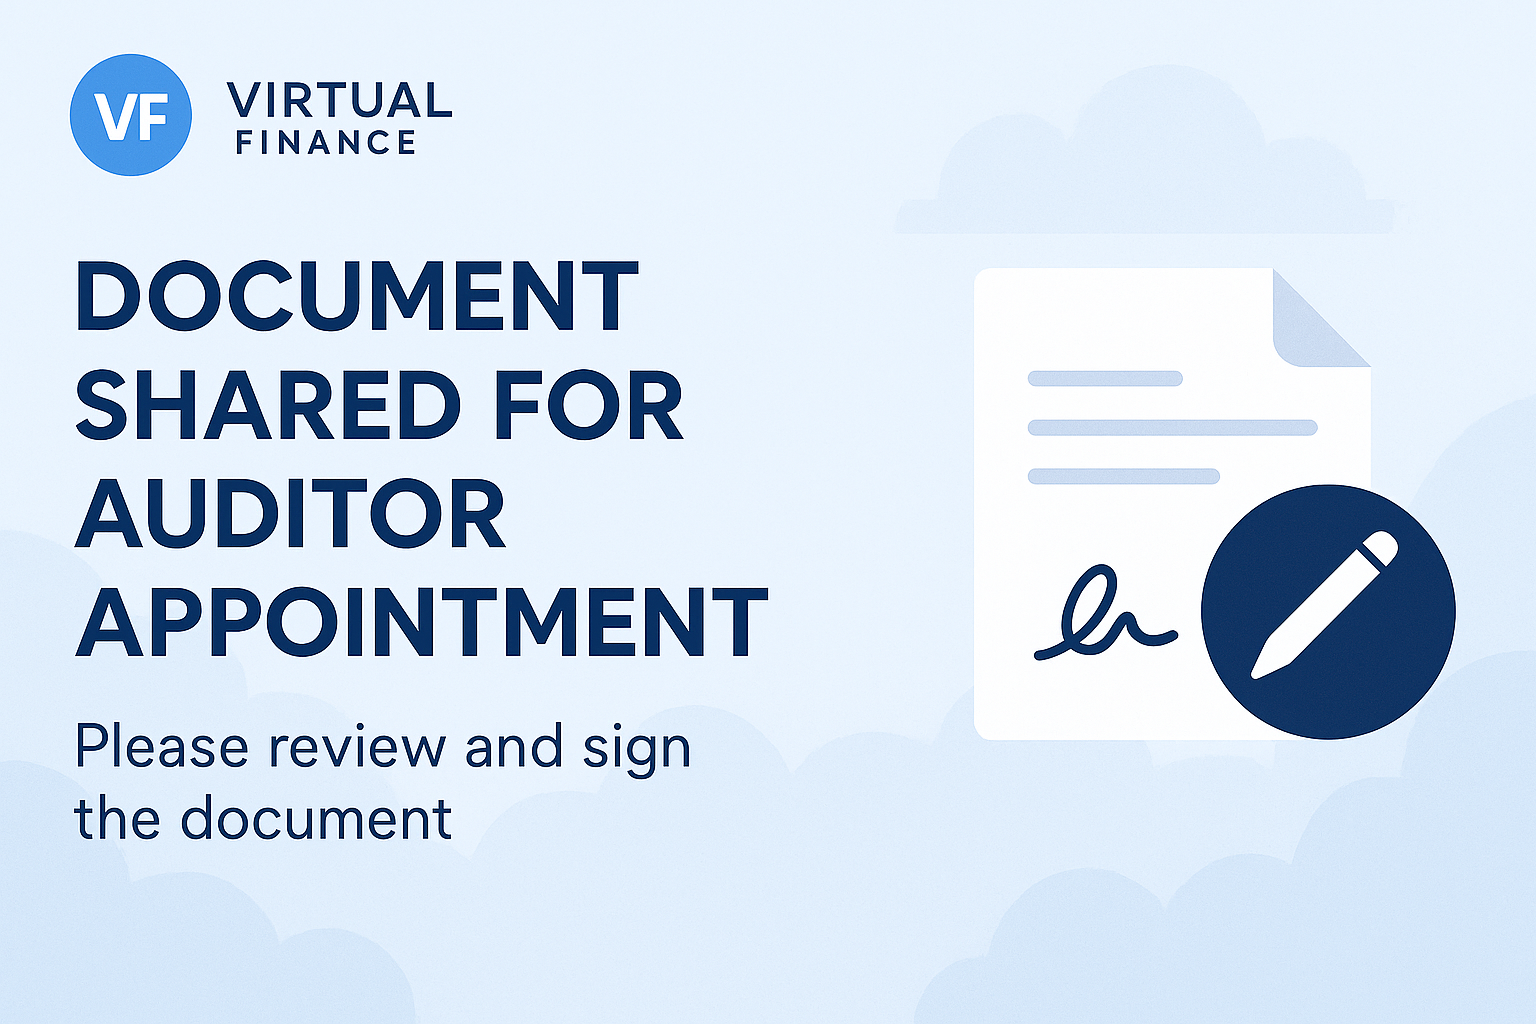 VF
VIRTUAL
FINANCE
DOCUMENT
SHARED FOR
AUDITOR
APPOINTMENT
Please review and sign
the document